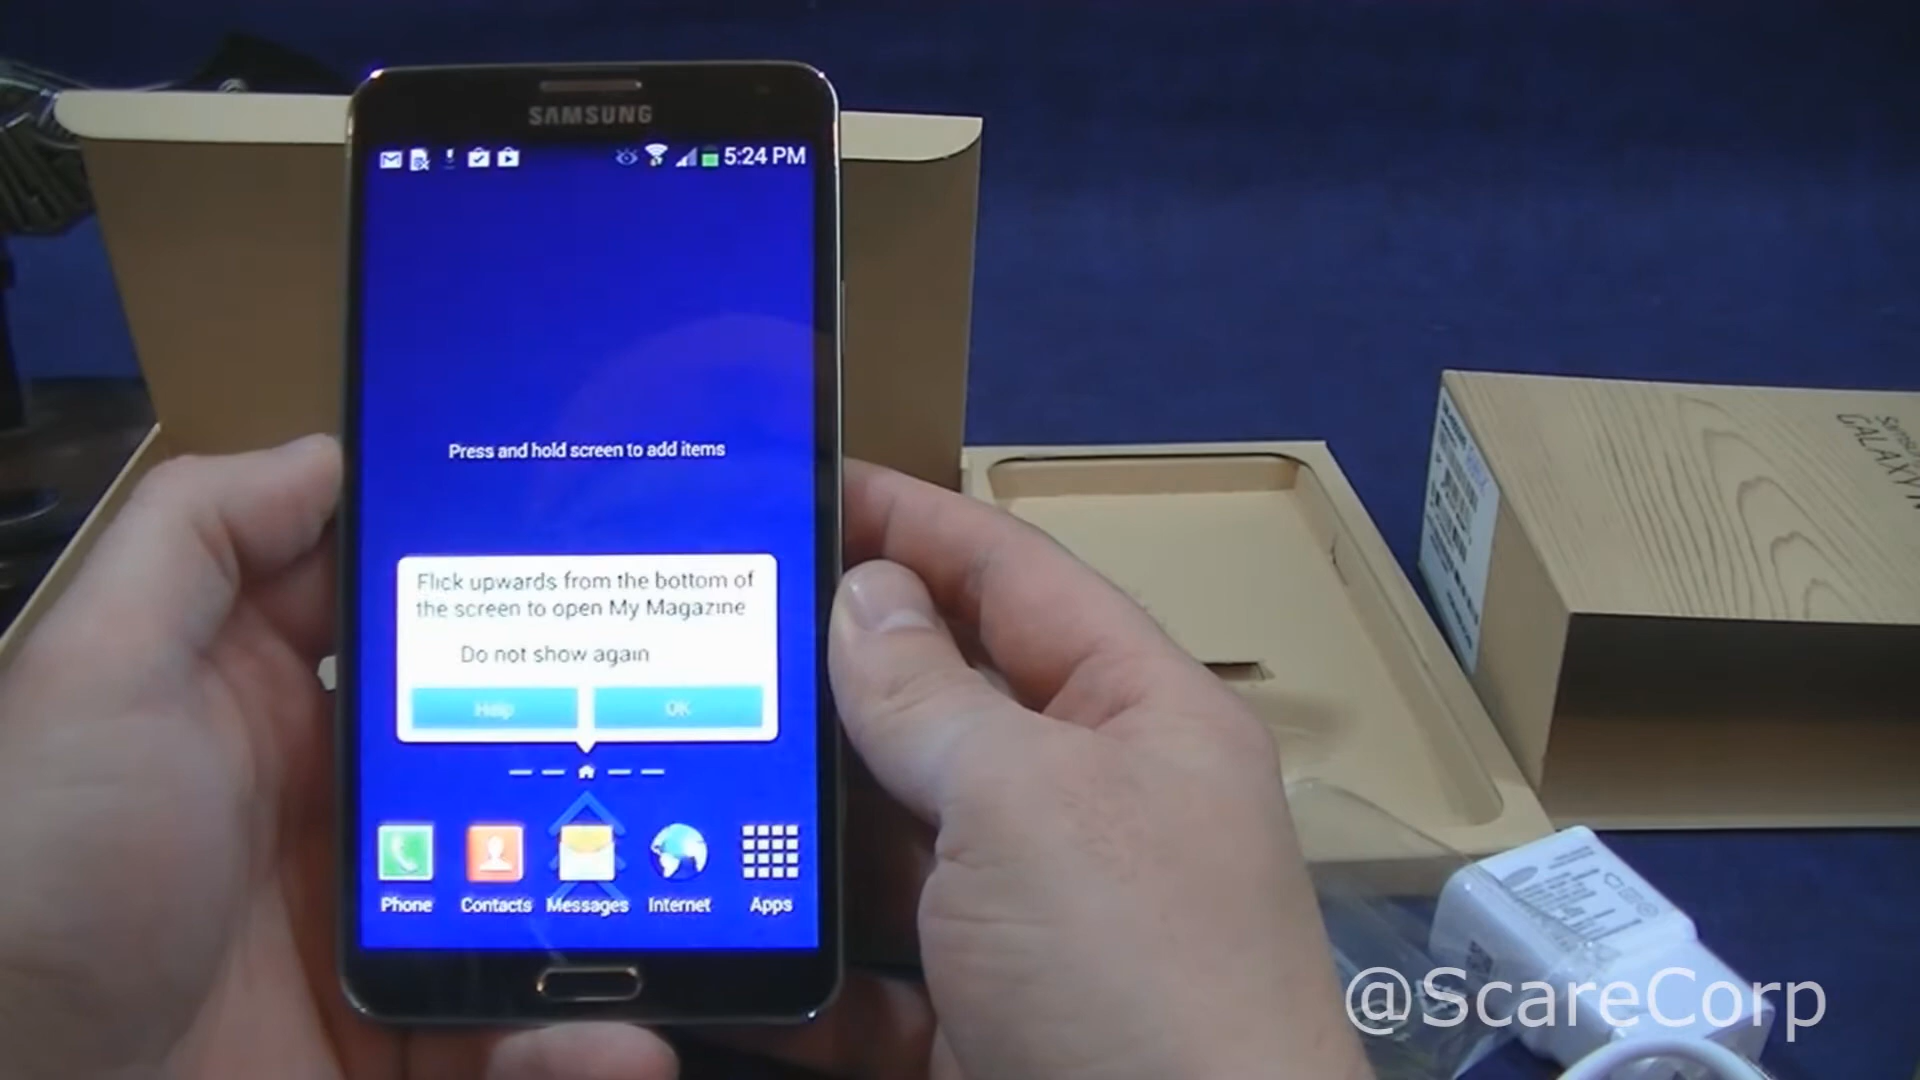 SAMSUNG
5:24 PM
Press and hold screen to add items
Flick upwards from the bottom of
the screen to open My Magazine
Do not show again
Help
OK
Phone
Contacts
Messages
Internet
Apps
GALAXY
@ScareCorp